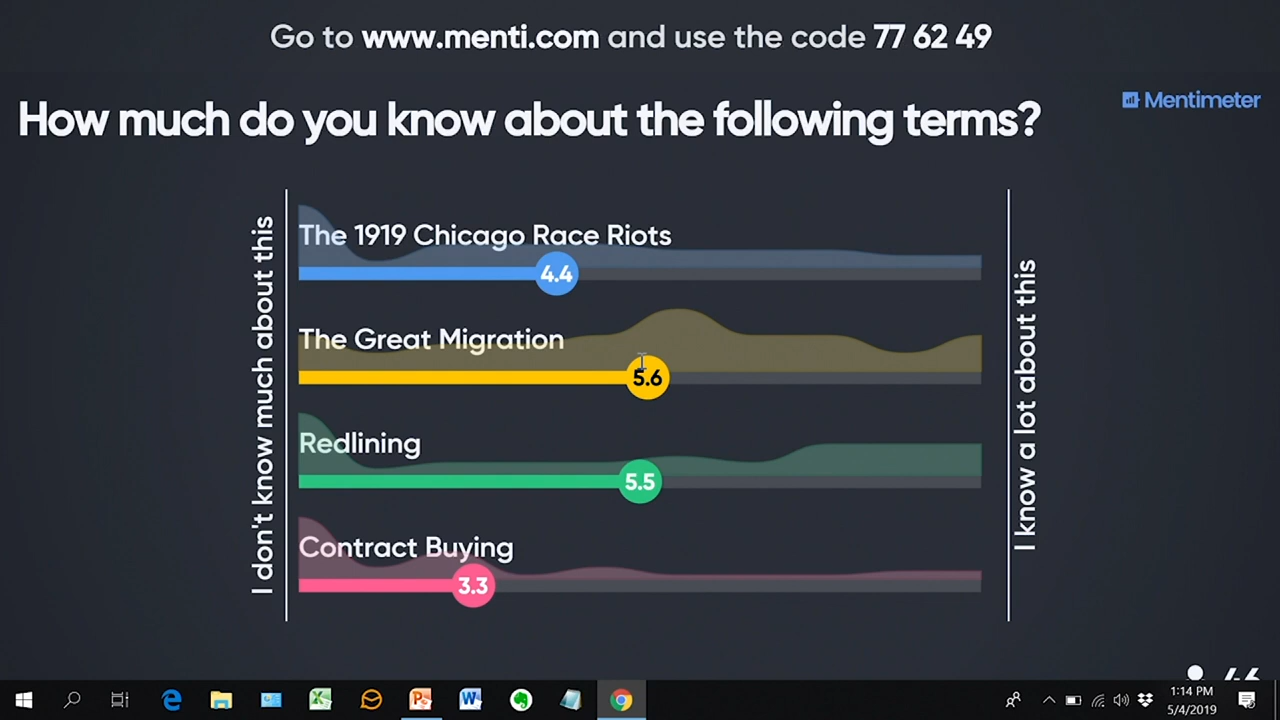 Go to www.menti.com and use the code 77 62 49
How much do you know about the following terms?
Mentimeter
I don't know much about this
The 1919 Chicago Race Riots
4.4
The Great Migration
5.6
Redlining
5.5
Contract Buying
3.3
I know a lot about this
1:14 PM
5/4/2019